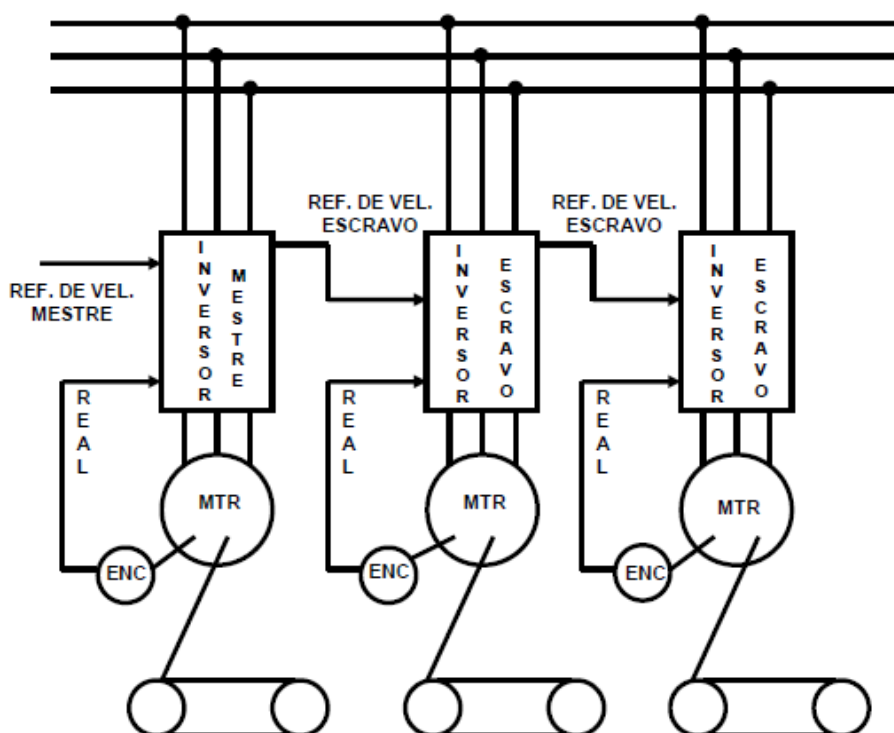 REF. DE VEL.
ESCRAVO
REF. DE VEL.
ESCRAVO
REF. DE VEL.
MESTRE
INVERSOR
MESTRE
INVERSOR
ESCRAVO
INVERSOR
ESCRAVO
REAL
REAL
REAL
MTR
MTR
MTR
ENC
ENC
ENC